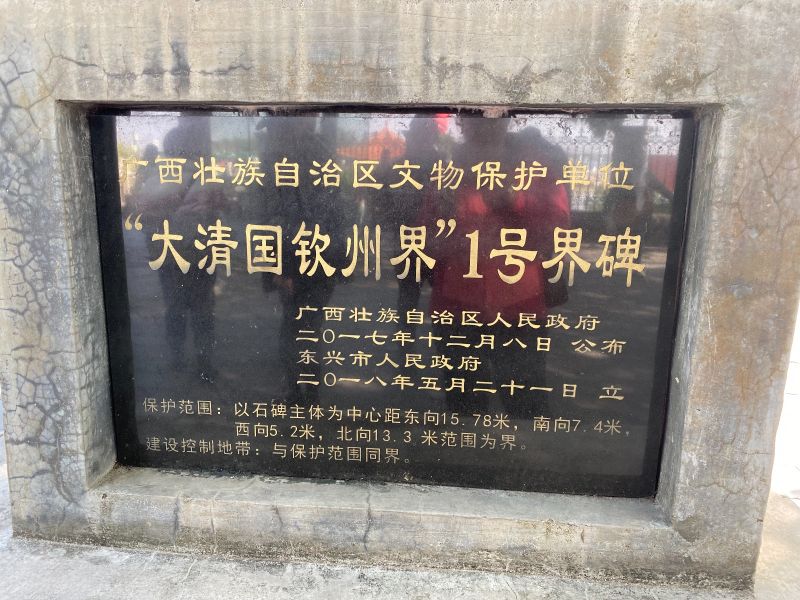 广西壮族自治区文物保护单位
“大清国钦州界”1号界碑
广西壮族自治区人民政府
二〇一七年十二月八日 公布
东兴市人民政府
二〇一八年五月二十一日 立
保护范围：以石碑主体为中心距东向15.78米，南向7.4米，
西向5.2米，北向13.3米范围为界。
建设控制地带：与保护范围同界。